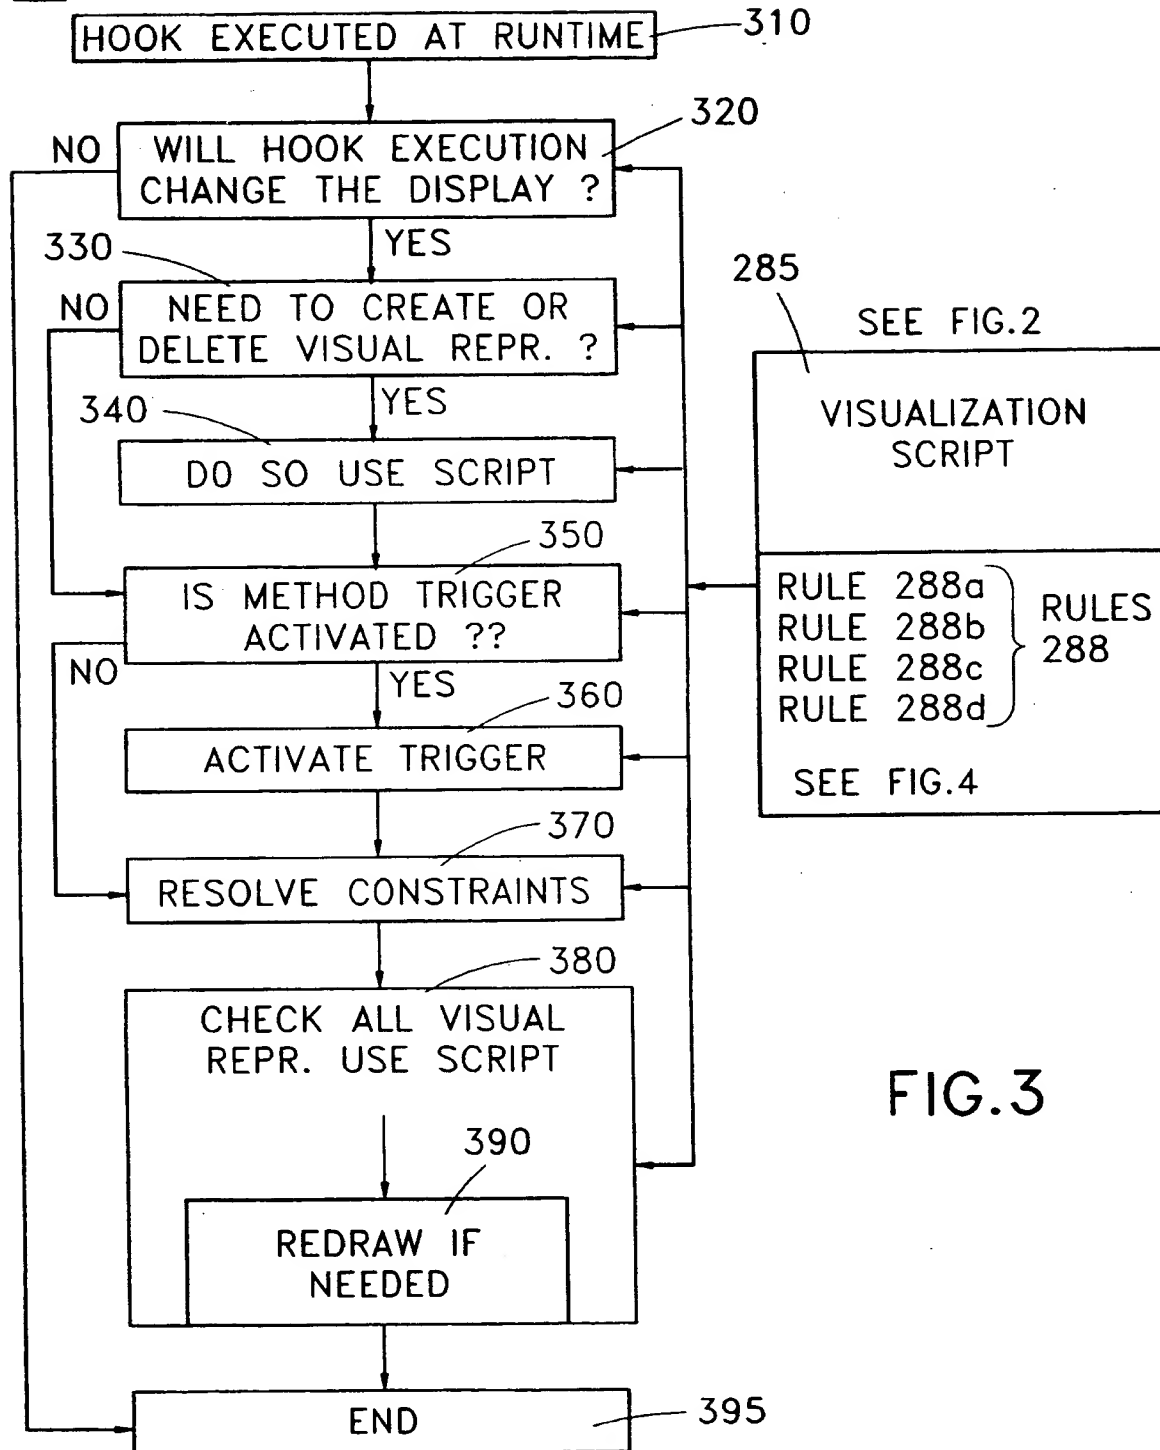 HOOK EXECUTED AT RUNTIME
310
320
NO
WILL HOOK EXECUTION
CHANGE THE DISPLAY ?
YES
330
NO
NEED TO CREATE OR
DELETE VISUAL REPR. ?
YES
340
DO SO USE SCRIPT
350
IS METHOD TRIGGER
ACTIVATED ??
NO
YES
360
ACTIVATE TRIGGER
370
RESOLVE CONSTRAINTS
380
CHECK ALL VISUAL
REPR. USE SCRIPT
390
REDRAW IF
NEEDED
END
395
285
SEE FIG.2
VISUALIZATION
SCRIPT
RULE 288a
RULE 288b
RULE 288c
RULE 288d
RULES
288
SEE FIG.4
FIG.3